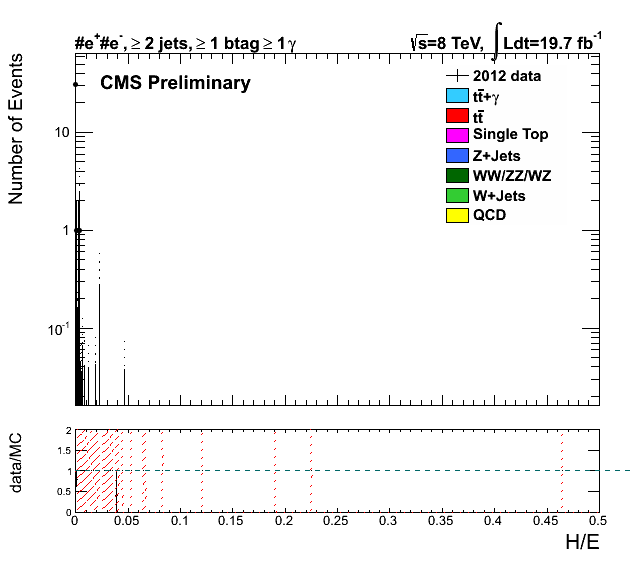 #e⁺#e⁻, ≥ 2 jets, ≥ 1 btag ≥ 1 γ
√s=8 TeV, ∫ Ldt=19.7 fb⁻¹
CMS Preliminary
2012 data
tt̄+γ
tt̄
Single Top
Z+Jets
WW/ZZ/WZ
W+Jets
QCD
Number of Events
10
1
10⁻¹
data/MC
2
1.5
1
0.5
0
0 0.05 0.1 0.15 0.2 0.25 0.3 0.35 0.4 0.45 0.5
H/E